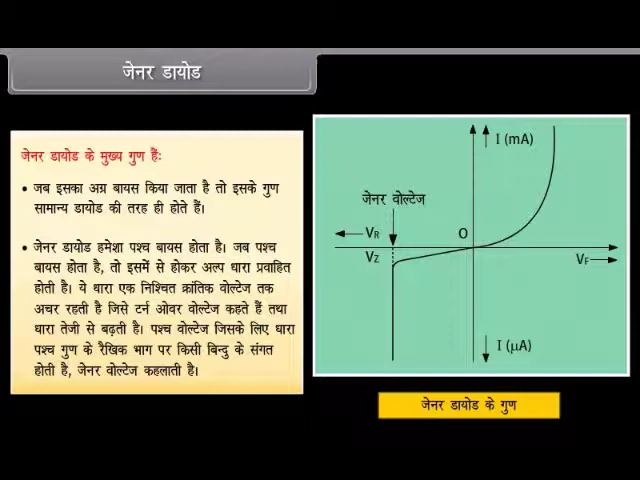 जेनर डायोड
जेनर डायोड के मुख्य गुण हैं:
• जब इसका अग्र बायस किया जाता है तो इसके गुण
सामान्य डायोड की तरह ही होते हैं।
• जेनर डायोड हमेशा पश्च बायस होता है। जब पश्च
बायस होता है, तो इसमें से होकर अल्प धारा प्रवाहित
होती है। ये धारा एक निश्चित क्रांतिक वोल्टेज तक
अचर रहती है जिसे टर्न ओवर वोल्टेज कहते हैं तथा
धारा तेजी से बढ़ती है। पश्च वोल्टेज जिसके लिए धारा
पश्च गुण के रैखिक भाग पर किसी बिन्दु के संगत
होती है, जेनर वोल्टेज कहलाती है।
I (mA)
जेनर वोल्टेज
VR
O
VZ
VF
I (μA)
जेनर डायोड के गुण